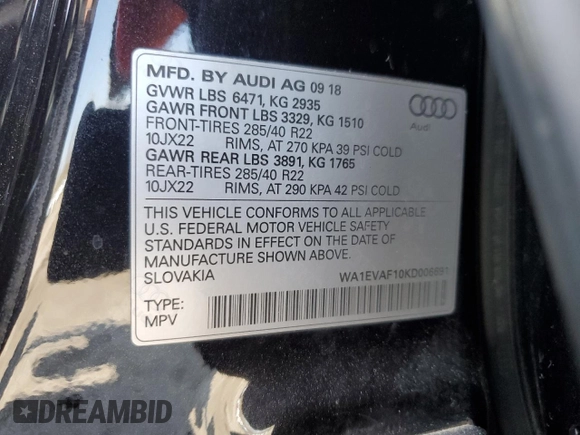 MFD. BY AUDI AG 09 18
GVWR LBS 6471, KG 2935
GAWR FRONT LBS 3329, KG 1510
FRONT-TIRES 285/40 R22
10JX22 RIMS, AT 270 KPA 39 PSI COLD
GAWR REAR LBS 3891, KG 1765
REAR-TIRES 285/40 R22
10JX22 RIMS, AT 290 KPA 42 PSI COLD
Audi
THIS VEHICLE CONFORMS TO ALL APPLICABLE
U.S. FEDERAL MOTOR VEHICLE SAFETY
STANDARDS IN EFFECT ON THE DATE OF
MANUFACTURE SHOWN ABOVE.
SLOVAKIA
TYPE:
MPV
DREAMBID